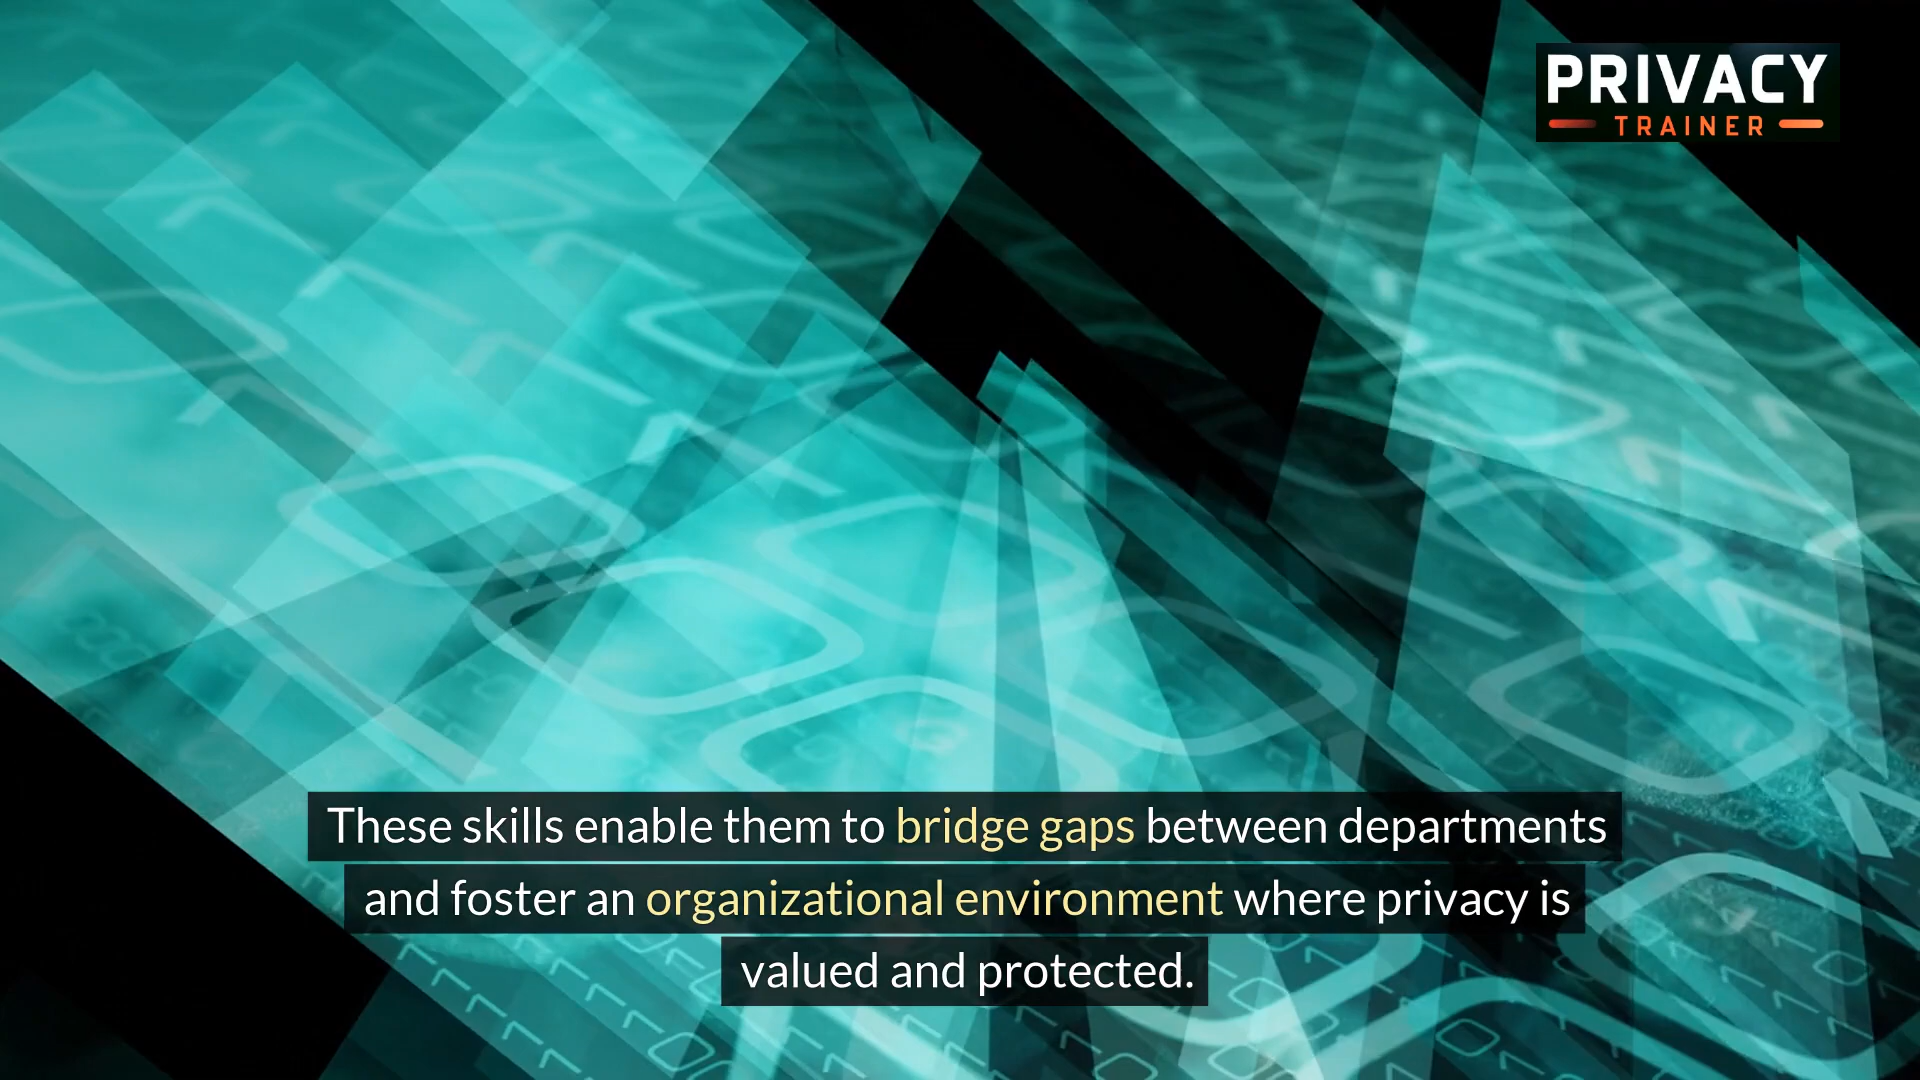 PRIVACY
TRAINER
These skills enable them to bridge gaps between departments
and foster an organizational environment where privacy is
valued and protected.